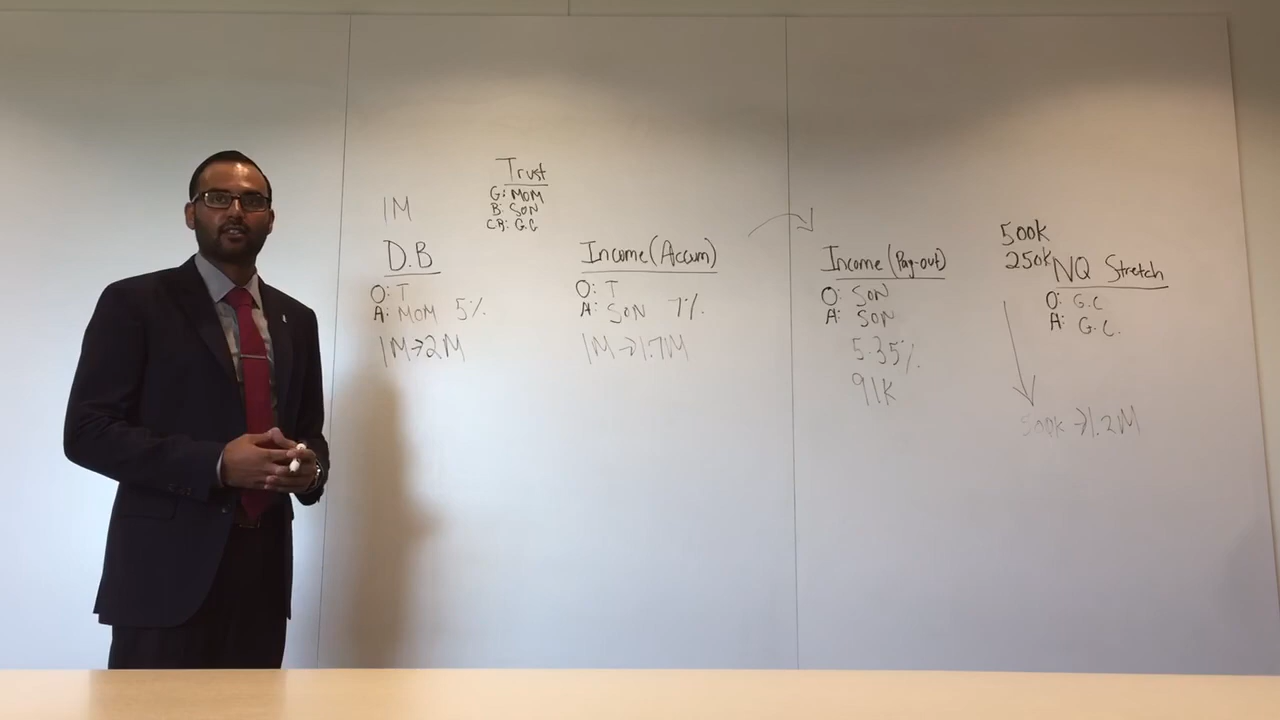 Trust
G: MOM
B: SON
CB: G.C
1M
D.B
O: T
A: MOM 5%
1M→2M
Income (Accum)
O: T
A: SON 7%
1M→1.7M
Income (Pay-out)
O: SON
A: SON
5.35%
91K
500K
250K
NQ Stretch
O: G.C
A: G.C.
500K→1.2M